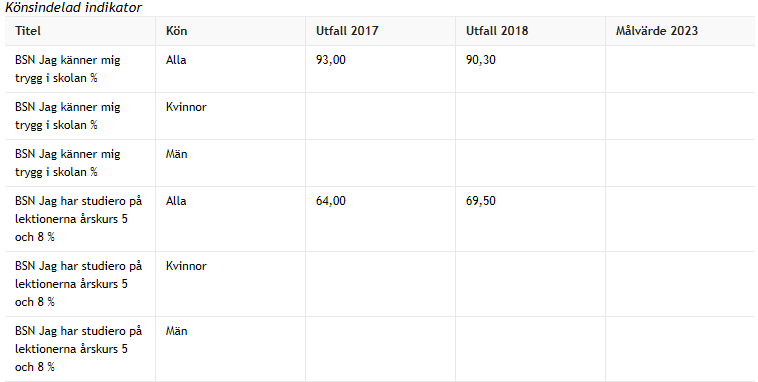 Könsindelad indikator
Titel Kön Utfall 2017 Utfall 2018 Målvärde 2023
BSN Jag känner mig Alla 93,00 90,30
trygg i skolan %
BSN Jag känner mig Kvinnor
trygg i skolan %
BSN Jag känner mig Män
trygg i skolan %
BSN Jag har studiero på Alla 64,00 69,50
lektionerna årskurs 5
och 8 %
BSN Jag har studiero på Kvinnor
lektionerna årskurs 5
och 8 %
BSN Jag har studiero på Män
lektionerna årskurs 5
och 8 %